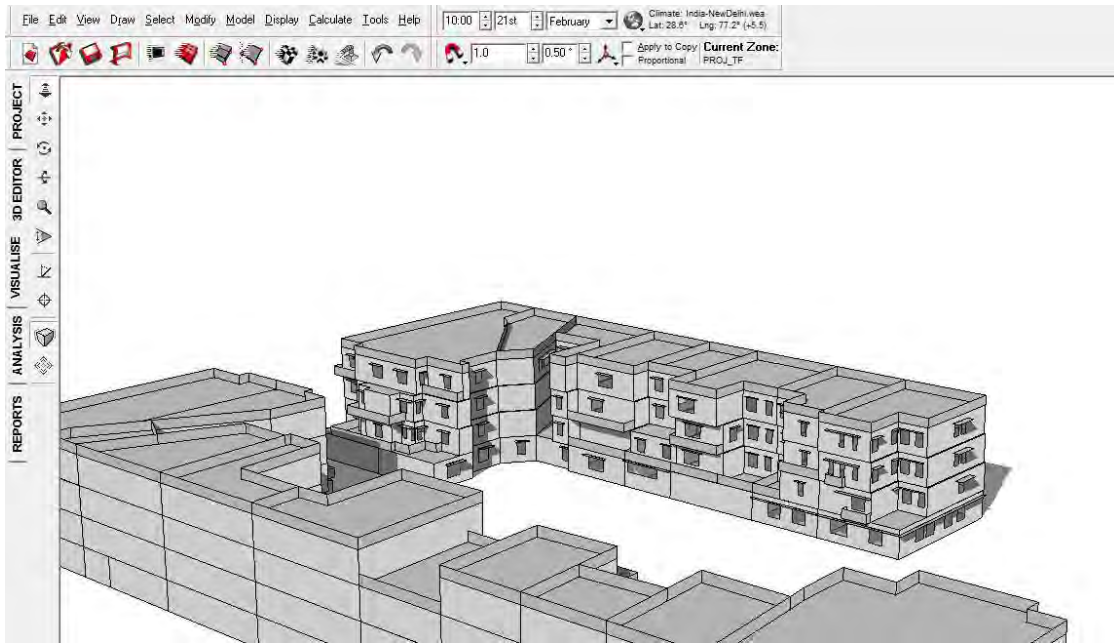 File Edit View Draw Select Modify Model Display Calculate Tools Help
10:00 21st February Climate: India-NewDelhi.wea
Lat: 28.6° Lng: 77.2° (+5.5)
1.0 0.50 ° Apply to Copy Current Zone:
Proportional PROJ_TF
PROJECT
3D EDITOR
VISUALISE
ANALYSIS
REPORTS